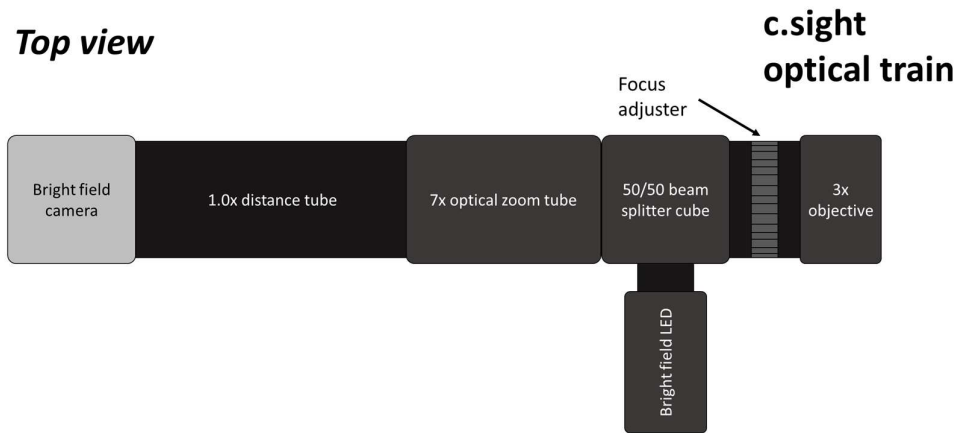 Top view
c.sight
optical train
Focus
adjuster
Bright field
camera
1.0x distance tube
7x optical zoom tube
50/50 beam
splitter cube
3x
objective
Bright field LED